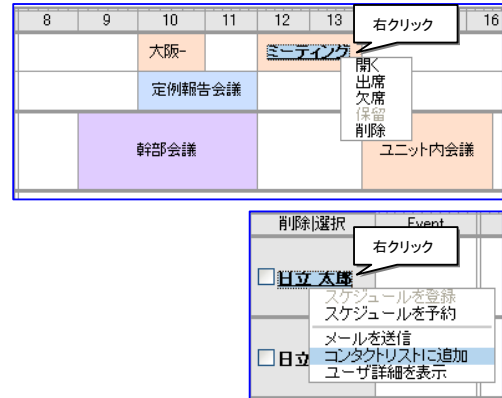 8 9 10 11 12 13 16
右クリック
大阪- ミーティング
開く
出席
欠席
保留
削除
定例報告会議
幹部会議 ユニット内会議
削除|選択 Event
右クリック
日立 太郎
スケジュールを登録
スケジュールを予約
メールを送信
コンタクトリストに追加
ユーザ詳細を表示
日立